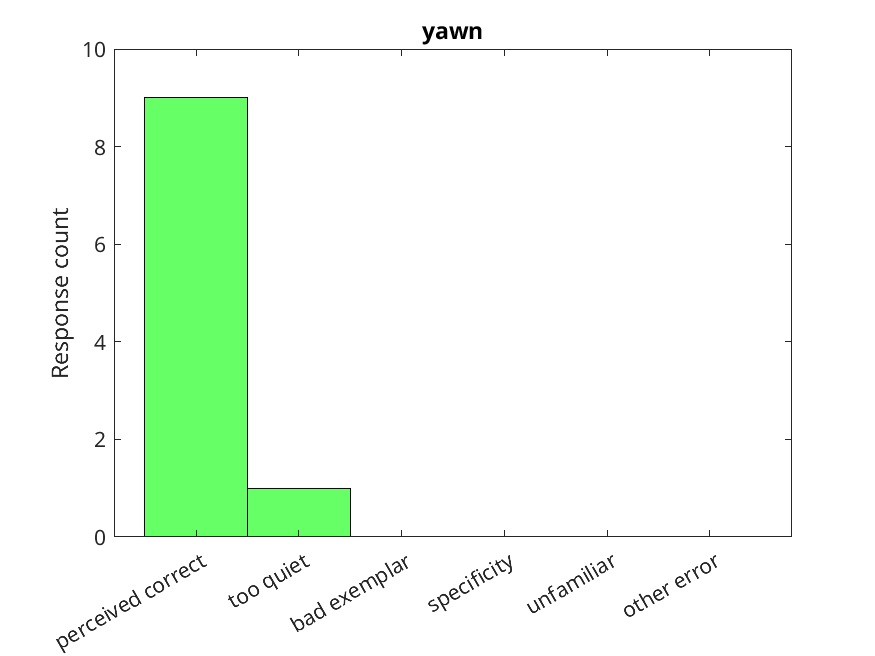 yawn
Response count
10
8
6
4
2
0
perceived correct
too quiet
bad exemplar
specificity
unfamiliar
other error